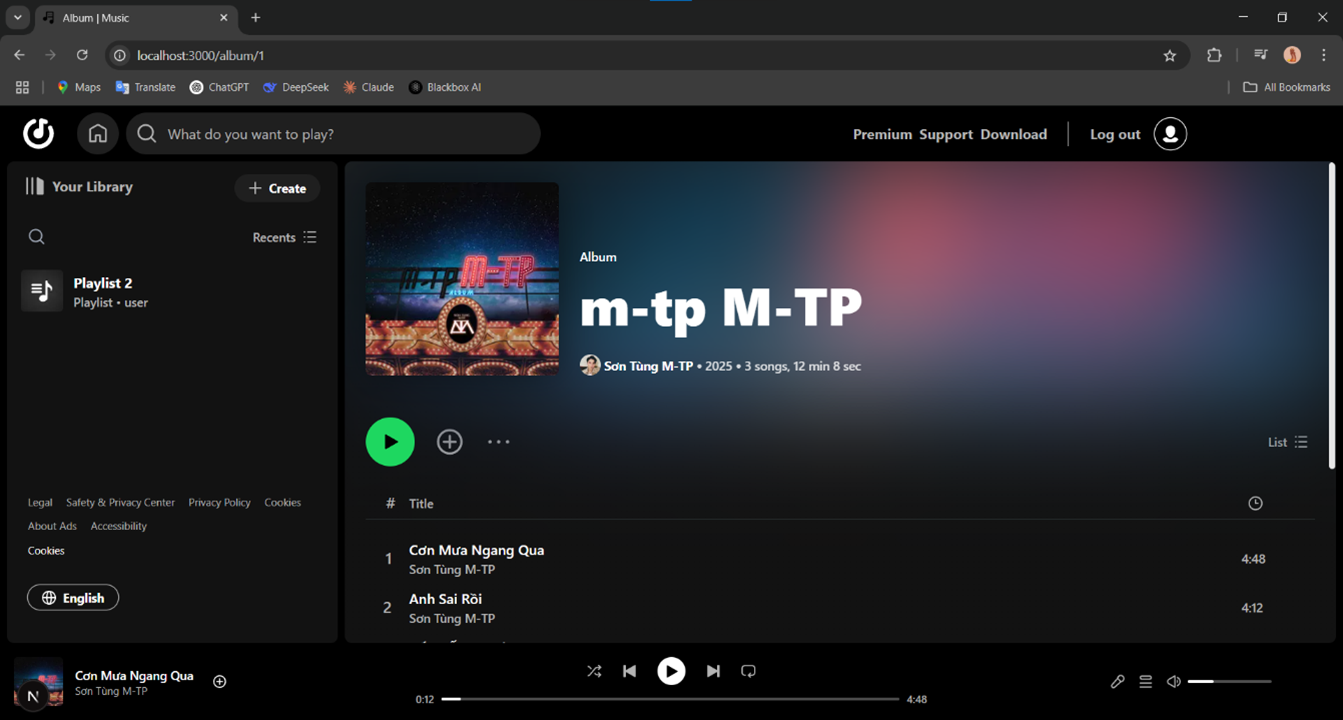 Album | Music
localhost:3000/album/1
Maps Translate ChatGPT DeepSeek Claude Blackbox AI All Bookmarks
What do you want to play?
Premium Support Download Log out
Your Library
Create
Recents
Playlist 2
Playlist • user
Legal Safety & Privacy Center Privacy Policy Cookies
About Ads Accessibility
Cookies
English
m-tp M-TP
ALBUM
Album
m-tp M-TP
Sơn Tùng M-TP • 2025 • 3 songs, 12 min 8 sec
List
# Title
1 Cơn Mưa Ngang Qua 4:48
Sơn Tùng M-TP
2 Anh Sai Rồi 4:12
Sơn Tùng M-TP
N
Cơn Mưa Ngang Qua
Sơn Tùng M-TP
0:12 4:48